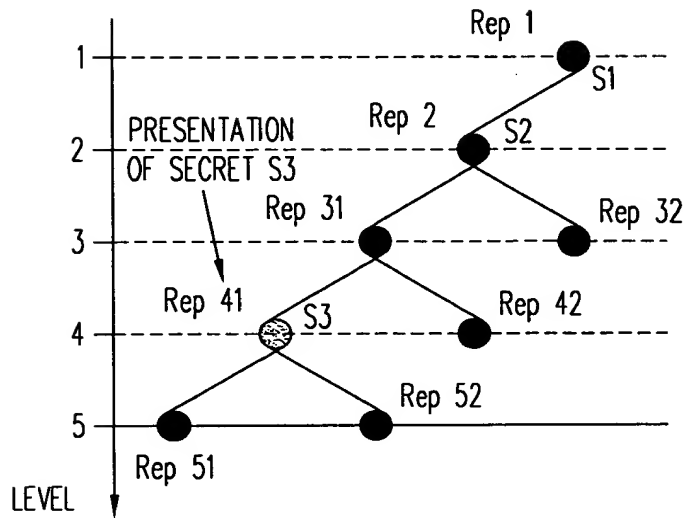 Rep 1
1
S1
Rep 2
S2
PRESENTATION
OF SECRET S3
2
Rep 31
Rep 32
3
Rep 41
S3
Rep 42
4
Rep 52
5
Rep 51
LEVEL